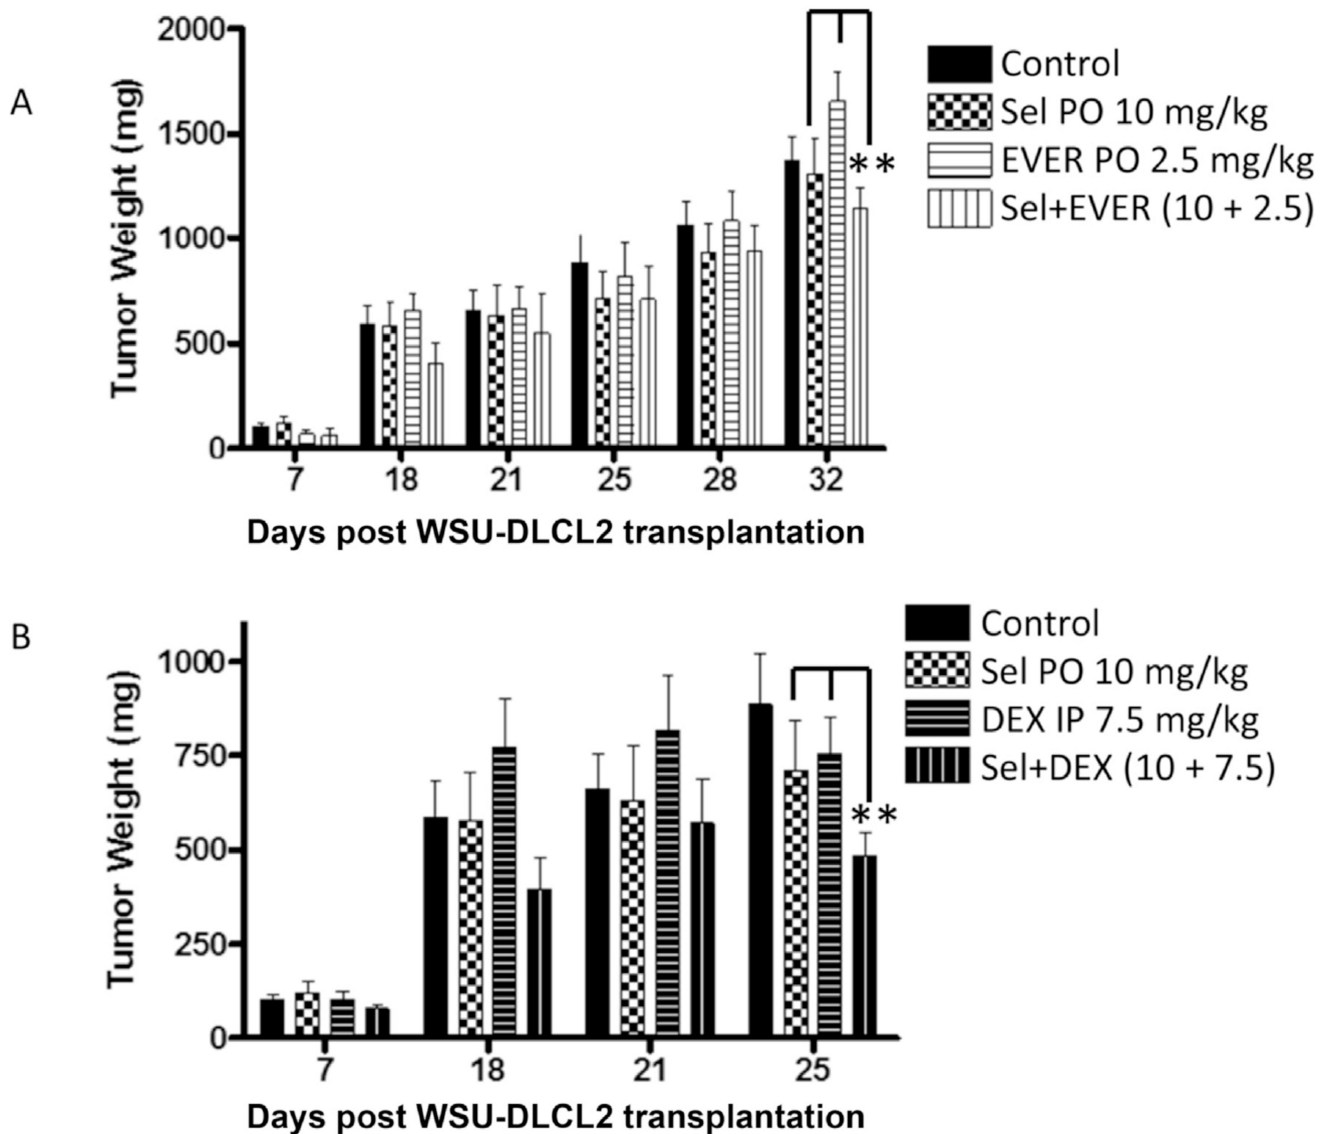 A
Tumor Weight (mg)
2000
1500
1000
500
0
7 18 21 25 28 32
Days post WSU-DLCL2 transplantation
**
Control
Sel PO 10 mg/kg
EVER PO 2.5 mg/kg
Sel+EVER (10 + 2.5)
B
Tumor Weight (mg)
1000
750
500
250
0
7 18 21 25
Days post WSU-DLCL2 transplantation
**
Control
Sel PO 10 mg/kg
DEX IP 7.5 mg/kg
Sel+DEX (10 + 7.5)